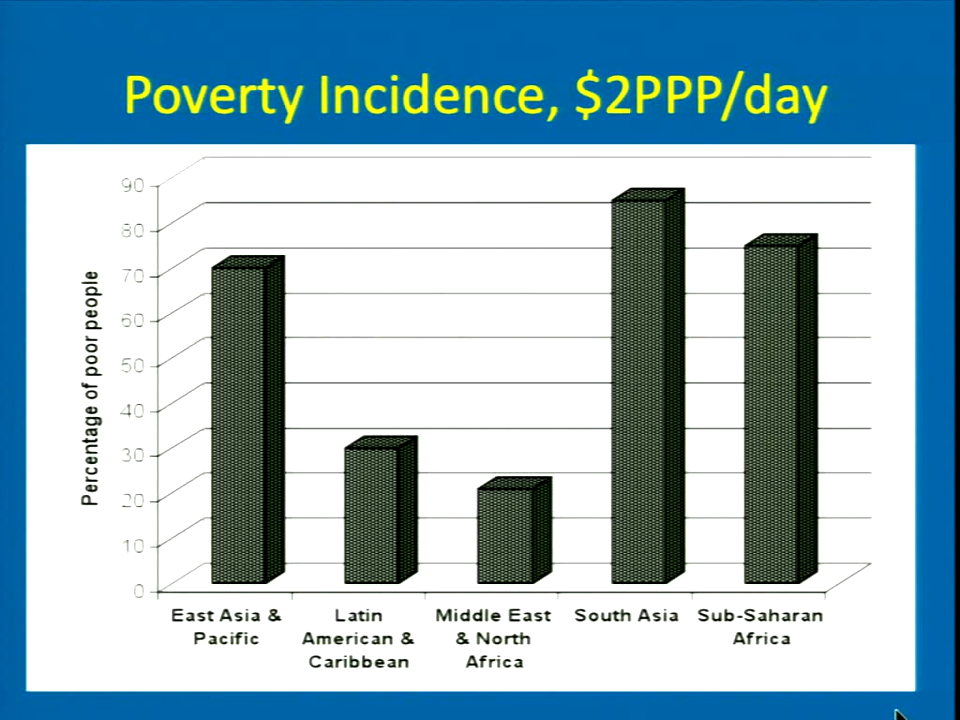 Poverty Incidence, $2PPP/day
Percentage of poor people
90
80
70
60
50
40
30
20
10
0
East Asia &
Pacific
Latin
American &
Caribbean
Middle East
& North
Africa
South Asia
Sub-Saharan
Africa